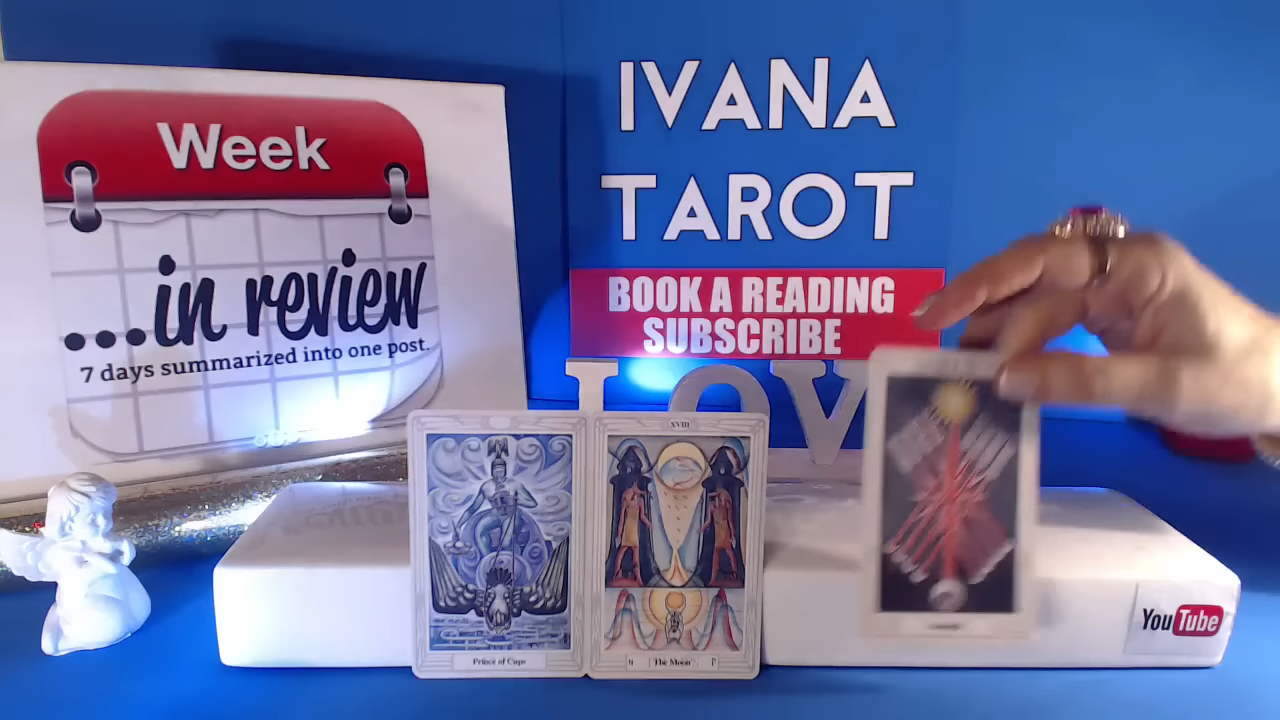 Week
...in review
7 days summarized into one post.
IVANA
TAROT
BOOK A READING
SUBSCRIBE
LOV
XVIII
Prince of Cups
The Moon
YouTube